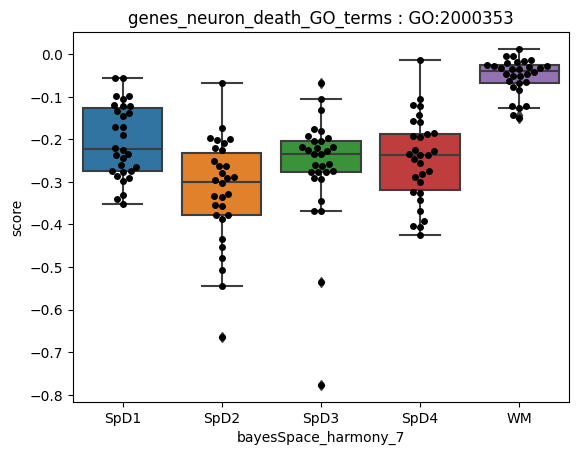 genes_neuron_death_GO_terms : GO:2000353
score
0.0
−0.1
−0.2
−0.3
−0.4
−0.5
−0.6
−0.7
−0.8
SpD1 SpD2 SpD3 SpD4 WM
bayesSpace_harmony_7